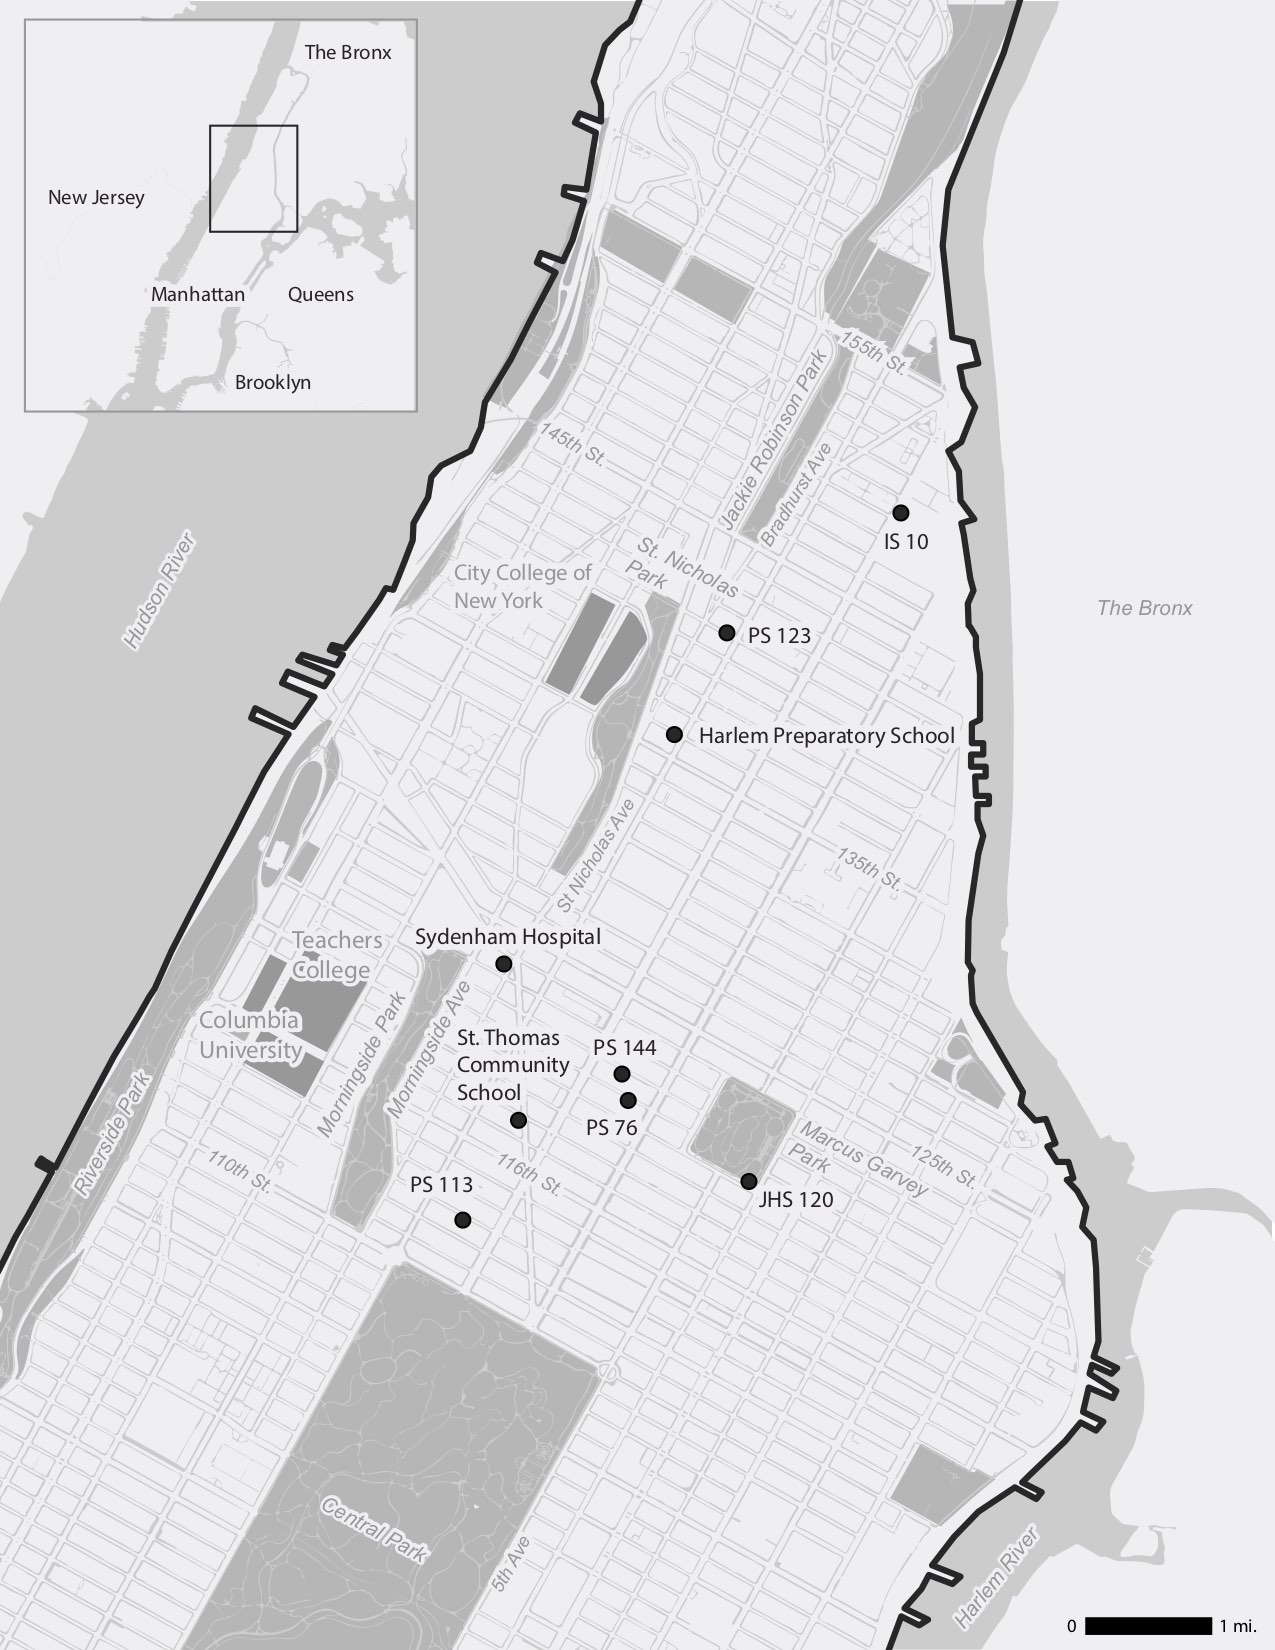 The Bronx
New Jersey
Manhattan
Queens
Brooklyn
155th St.
Jackie Robinson Park
145th St.
Bradhurst Ave
IS 10
Hudson River
St. Nicholas
Park
City College of
New York
The Bronx
PS 123
Harlem Preparatory School
St Nicholas Ave
135th St.
Sydenham Hospital
Teachers
College
Columbia
University
Morningside Park
Morningside Ave
St. Thomas
Community
School
PS 144
PS 76
Riverside Park
Marcus Garvey
Park
125th St.
110th St.
116th St.
PS 113
JHS 120
Central Park
5th Ave
Harlem River
0 1 mi.